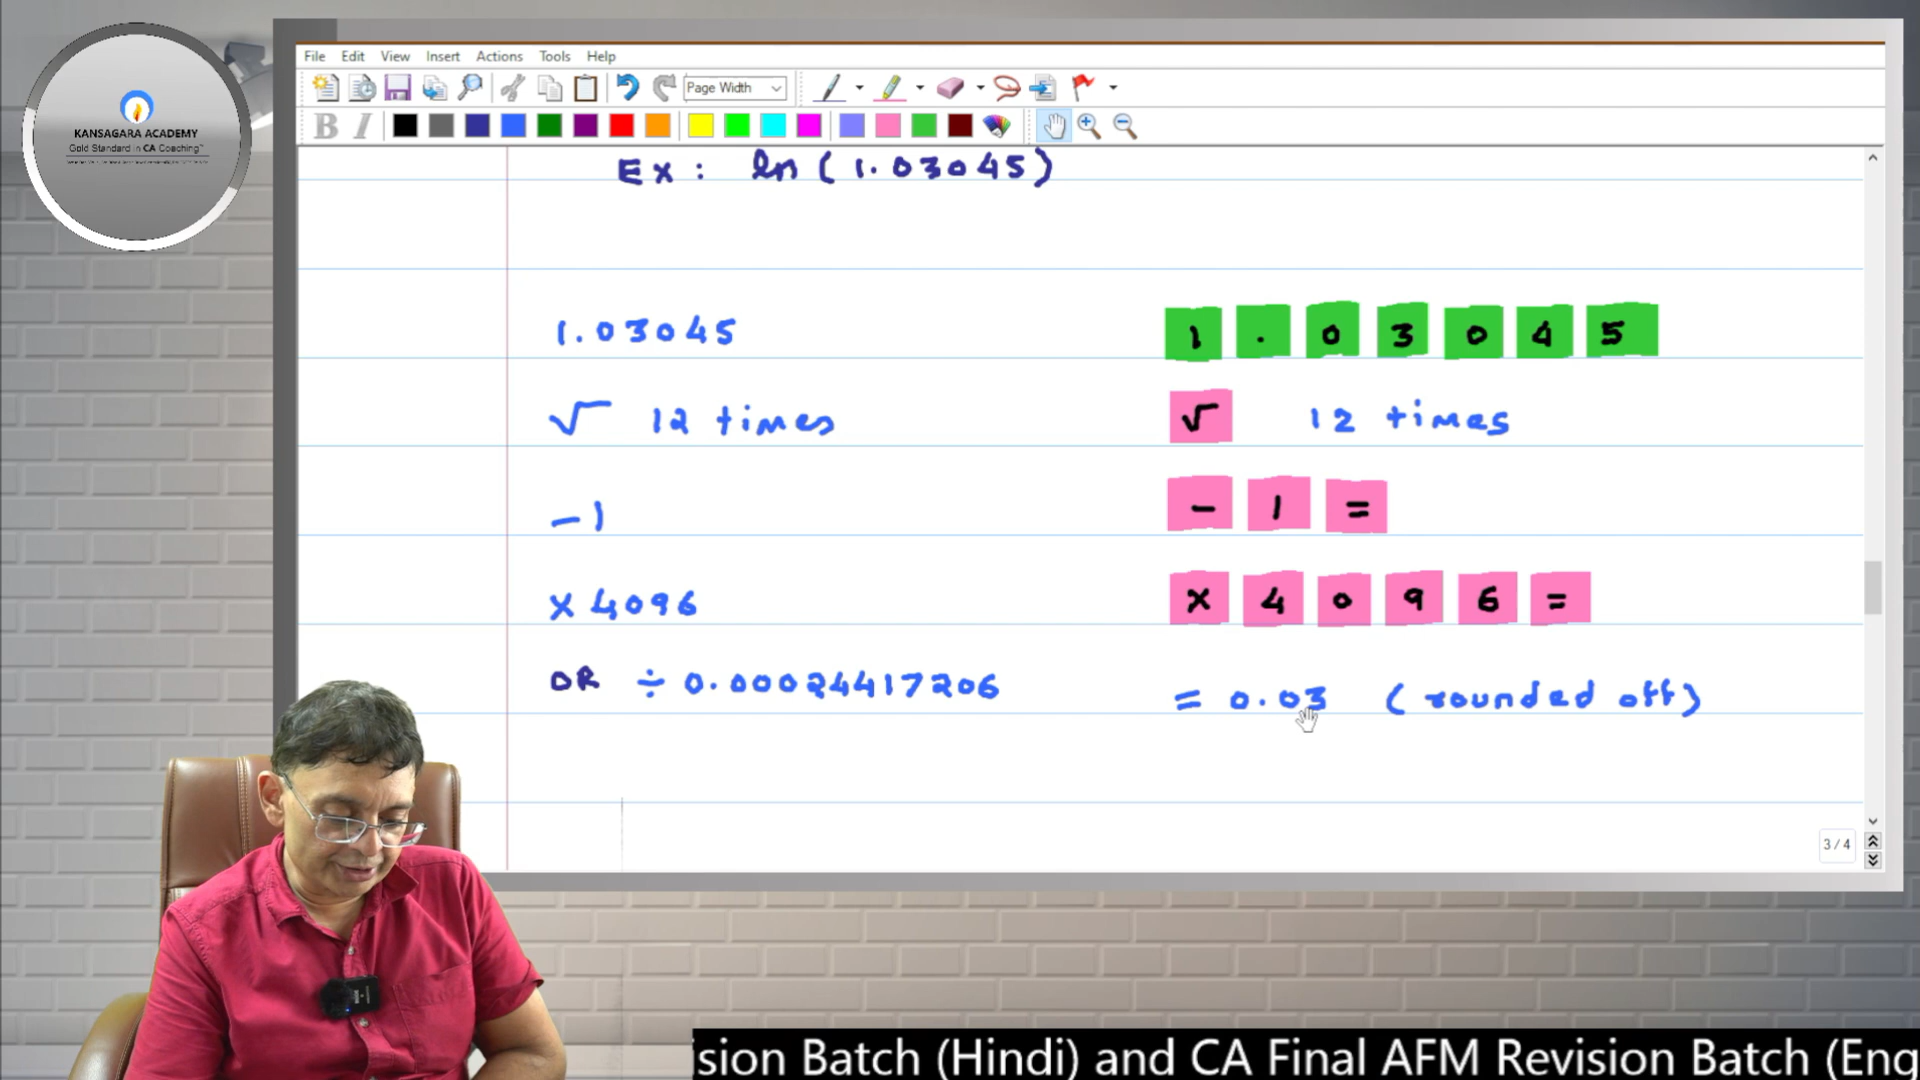 KANSAGARA ACADEMY
Gold Standard in CA Coaching™
File Edit View Insert Actions Tools Help
Page Width
B I
Ex: ln(1.03045)
1.03045
1 . 0 3 0 4 5
√ 12 times
√ 12 times
-1
- 1 =
x 4096
x 4 0 9 6 =
OR ÷ 0.00024417206
= 0.03 (rounded off)
3 / 4
sion Batch (Hindi) and CA Final AFM Revision Batch (Eng